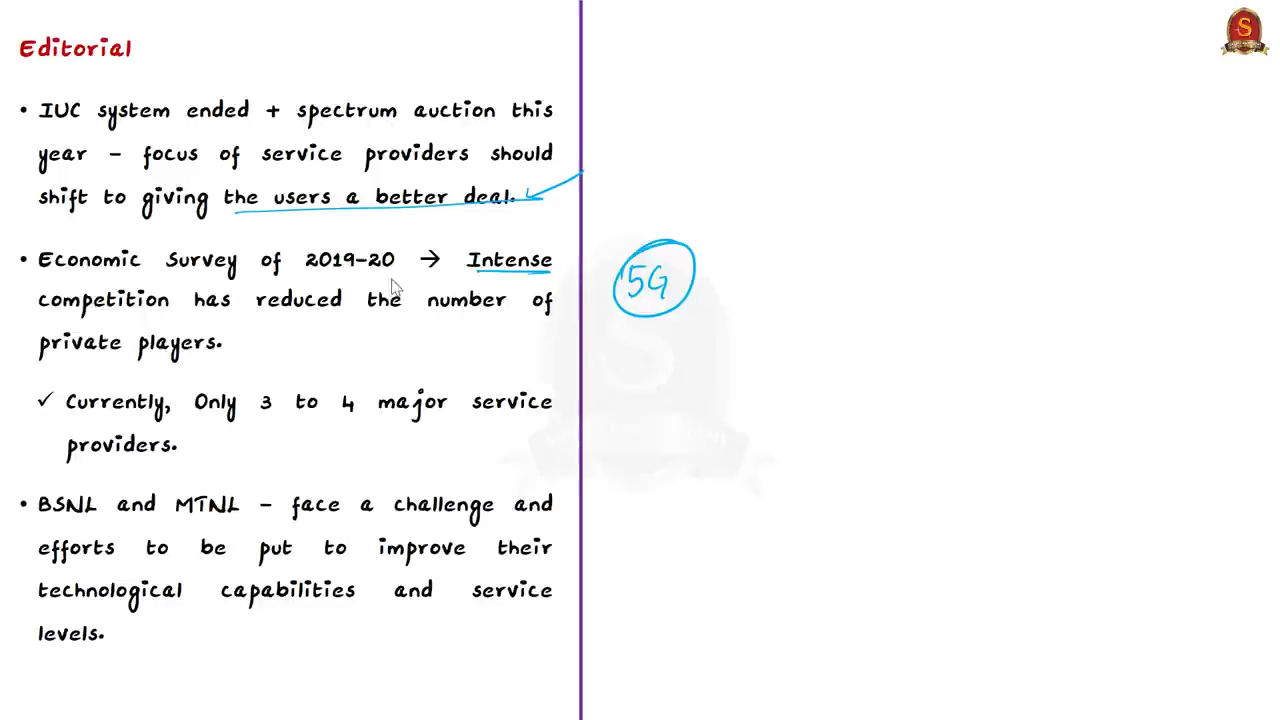 Editorial
• IUC system ended + spectrum auction this
year – focus of service providers should
shift to giving the users a better deal.
• Economic Survey of 2019-20 → Intense
competition has reduced the number of
private players.
✓ Currently, Only 3 to 4 major service
providers.
• BSNL and MTNL – face a challenge and
efforts to be put to improve their
technological capabilities and service
levels.
5G
S